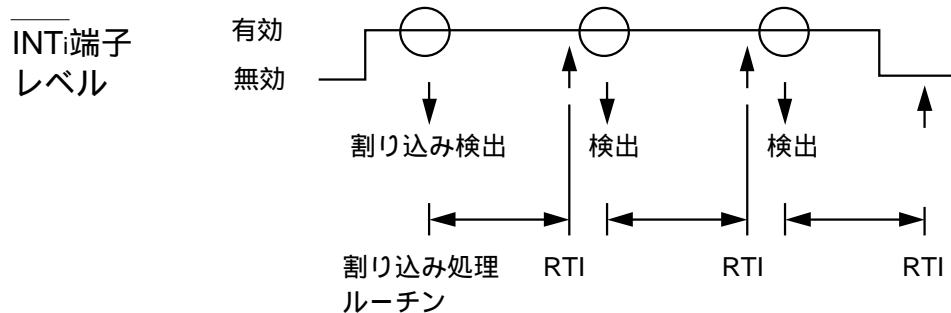 INTi端子
レベル
有効
無効
割り込み検出
検出
検出
割り込み処理
ルーチン
RTI
RTI
RTI